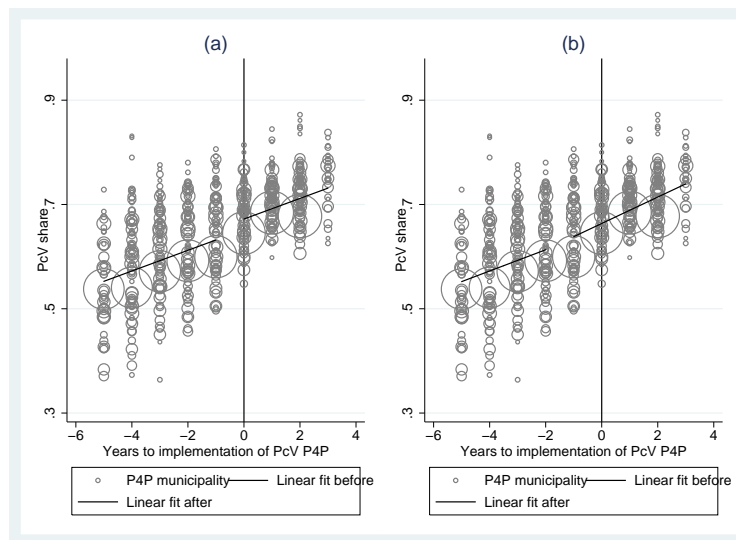 (a)
.9
.7
.5
.3
PcV share
−6 −4 −2 0 2 4
Years to implementation of PcV P4P
P4P municipality Linear fit before
Linear fit after
(b)
.9
.7
.5
.3
PcV share
−6 −4 −2 0 2 4
Years to implementation of PcV P4P
P4P municipality Linear fit before
Linear fit after